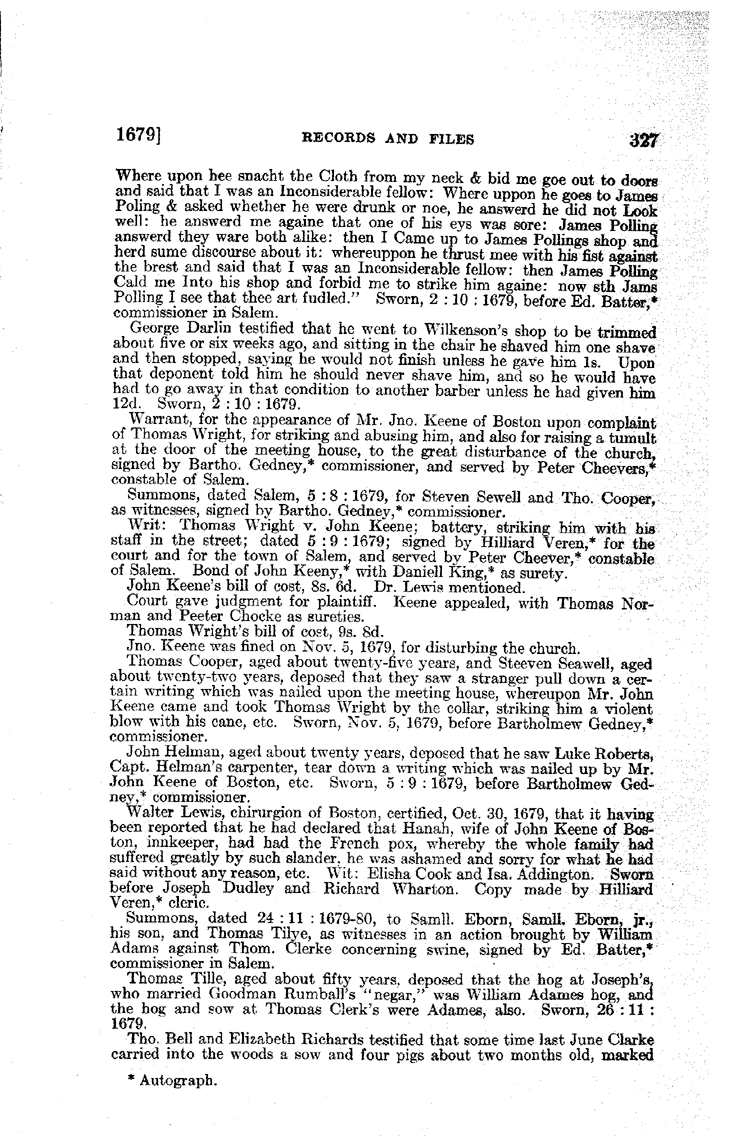 1679] RECORDS AND FILES 327
Where upon hee snacht the Cloth from my neck & bid me goe out to doors
and said that I was an Inconsiderable fellow: Where uppon he goes to James
Poling & asked whether he were drunk or noe, he answerd he did not Look
well: he answerd me againe that one of his eys was sore: James Polling
answerd they ware both alike: then I Came up to James Pollings shop and
herd sume discourse about it: whereuppon he thrust mee with his fist against
the brest and said that I was an Inconsiderable fellow: then James Polling
Cald me Into his shop and forbid me to strike him againe: now sth Jams
Polling I see that thee art fudled." Sworn, 2 : 10 : 1679, before Ed. Batter,*
commissioner in Salem.
George Darlin testified that he went to Wilkenson's shop to be trimmed
about five or six weeks ago, and sitting in the chair he shaved him one shave
and then stopped, saying he would not finish unless he gave him 1s. Upon
that deponent told him he should never shave him, and so he would have
had to go away in that condition to another barber unless he had given him
12d. Sworn, 2 : 10 : 1679.
Warrant, for the appearance of Mr. Jno. Keene of Boston upon complaint
of Thomas Wright, for striking and abusing him, and also for raising a tumult
at the door of the meeting house, to the great disturbance of the church,
signed by Bartho. Gedney,* commissioner, and served by Peter Cheevers,*
constable of Salem.
Summons, dated Salem, 5 : 8 : 1679, for Steven Sewell and Tho. Cooper,
as witnesses, signed by Bartho. Gedney,* commissioner.
Writ: Thomas Wright v. John Keene; battery, striking him with his
staff in the street; dated 5 : 9 : 1679; signed by Hilliard Veren,* for the
court and for the town of Salem, and served by Peter Cheever,* constable
of Salem. Bond of John Keeny,* with Daniell King,* as surety.
John Keene's bill of cost, 8s. 6d. Dr. Lewis mentioned.
Court gave judgment for plaintiff. Keene appealed, with Thomas Nor-
man and Peeter Chocke as sureties.
Thomas Wright's bill of cost, 9s. 8d.
Jno. Keene was fined on Nov. 5, 1679, for disturbing the church.
Thomas Cooper, aged about twenty-five years, and Steeven Seawell, aged
about twenty-two years, deposed that they saw a stranger pull down a cer-
tain writing which was nailed upon the meeting house, whereupon Mr. John
Keene came and took Thomas Wright by the collar, striking him a violent
blow with his cane, etc. Sworn, Nov. 5, 1679, before Bartholmew Gedney,*
commissioner.
John Helman, aged about twenty years, deposed that he saw Luke Roberts,
Capt. Helman's carpenter, tear down a writing which was nailed up by Mr.
John Keene of Boston, etc. Sworn, 5 : 9 : 1679, before Bartholmew Ged-
ney,* commissioner.
Walter Lewis, chirurgion of Boston, certified, Oct. 30, 1679, that it having
been reported that he had declared that Hanah, wife of John Keene of Bos-
ton, innkeeper, had had the French pox, whereby the whole family had
suffered greatly by such slander, he was ashamed and sorry for what he had
said without any reason, etc. Wit: Elisha Cook and Isa. Addington. Sworn
before Joseph Dudley and Richard Wharton. Copy made by Hilliard
Veren,* cleric.
Summons, dated 24 : 11 : 1679-80, to Samll. Eborn, Samll. Eborn, jr.,
his son, and Thomas Tilye, as witnesses in an action brought by William
Adams against Thom. Clerke concerning swine, signed by Ed. Batter,*
commissioner in Salem.
Thomas Tille, aged about fifty years, deposed that the hog at Joseph's,
who married Goodman Rumball's "negar," was William Adames hog, and
the hog and sow at Thomas Clerk's were Adames, also. Sworn, 26 : 11 :
1679.
Tho. Bell and Elizabeth Richards testified that some time last June Clarke
carried into the woods a sow and four pigs about two months old, marked
* Autograph.